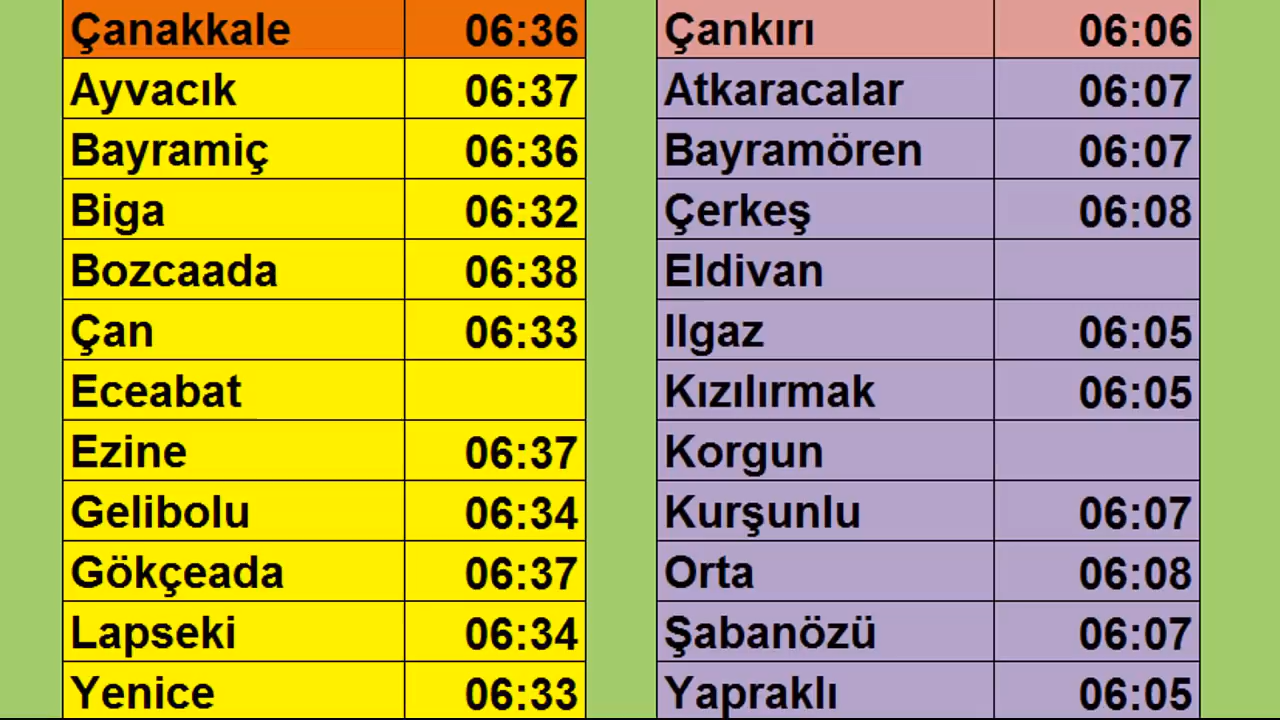 Çanakkale 06:36
Ayvacık 06:37
Bayramiç 06:36
Biga 06:32
Bozcaada 06:38
Çan 06:33
Eceabat
Ezine 06:37
Gelibolu 06:34
Gökçeada 06:37
Lapseki 06:34
Yenice 06:33
Çankırı 06:06
Atkaracalar 06:07
Bayramören 06:07
Çerkeş 06:08
Eldivan
Ilgaz 06:05
Kızılırmak 06:05
Korgun
Kurşunlu 06:07
Orta 06:08
Şabanözü 06:07
Yapraklı 06:05